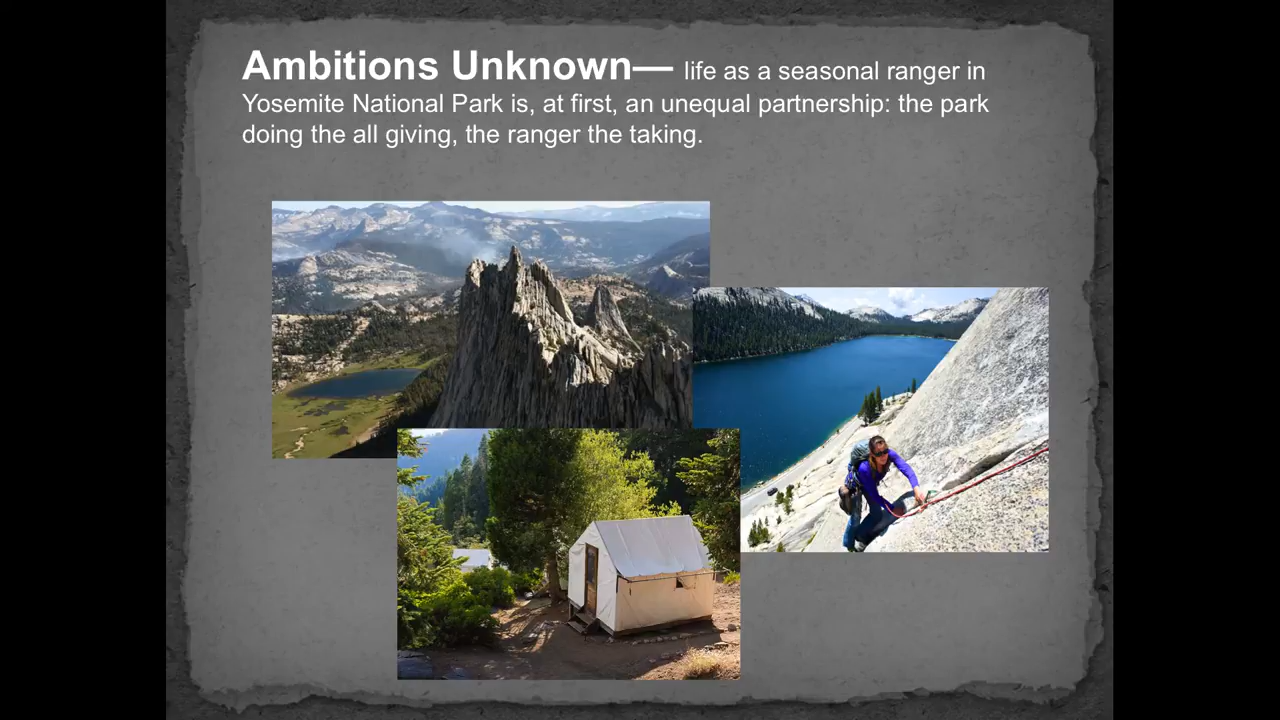 Ambitions Unknown— life as a seasonal ranger in
Yosemite National Park is, at first, an unequal partnership: the park
doing the all giving, the ranger the taking.